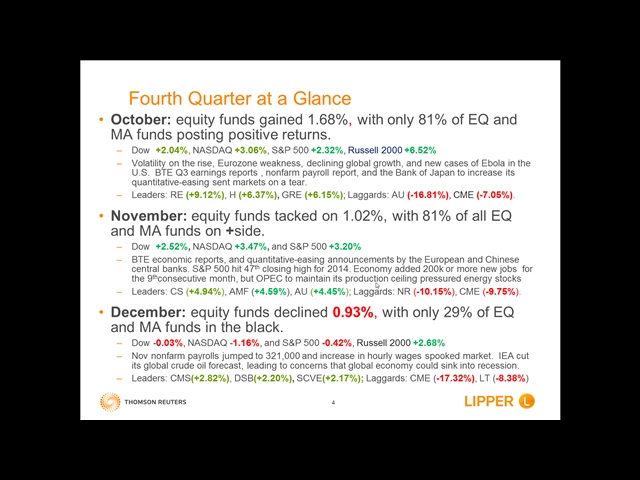 Fourth Quarter at a Glance
• October: equity funds gained 1.68%, with only 81% of EQ and
MA funds posting positive returns.
– Dow +2.04%, NASDAQ +3.06%, S&P 500 +2.32%, Russell 2000 +6.52%
– Volatility on the rise, Eurozone weakness, declining global growth, and new cases of Ebola in the
U.S. BTE Q3 earnings reports , nonfarm payroll report, and the Bank of Japan to increase its
quantitative-easing sent markets on a tear.
– Leaders: RE (+9.12%), H (+6.37%), GRE (+6.15%); Laggards: AU (-16.81%), CME (-7.05%).
• November: equity funds tacked on 1.02%, with 81% of all EQ
and MA funds on +side.
– Dow +2.52%, NASDAQ +3.47%, and S&P 500 +3.20%
– BTE economic reports, and quantitative-easing announcements by the European and Chinese
central banks. S&P 500 hit 47th closing high for 2014. Economy added 200k or more new jobs for
the 9thconsecutive month, but OPEC to maintain its production ceiling pressured energy stocks
– Leaders: CS (+4.94%), AMF (+4.59%), AU (+4.45%); Laggards: NR (-10.15%), CME (-9.75%).
• December: equity funds declined 0.93%, with only 29% of EQ
and MA funds in the black.
– Dow -0.03%, NASDAQ -1.16%, and S&P 500 -0.42%, Russell 2000 +2.68%
– Nov nonfarm payrolls jumped to 321,000 and increase in hourly wages spooked market. IEA cut
its global crude oil forecast, leading to concerns that global economy could sink into recession.
– Leaders: CMS(+2.82%), DSB(+2.20%), SCVE(+2.17%); Laggards: CME (-17.32%), LT (-8.38%)
THOMSON REUTERS
4
LIPPER L